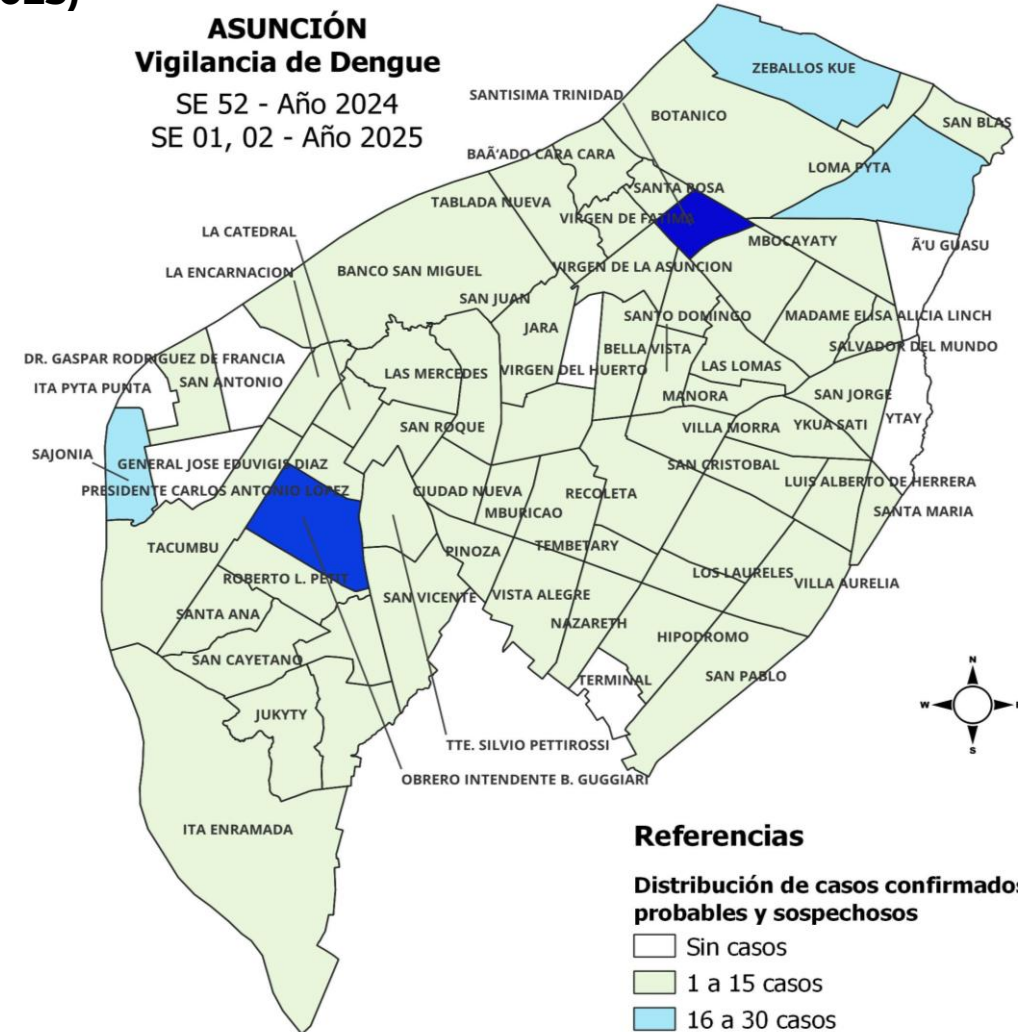 ASUNCIÓN
Vigilancia de Dengue
SE 52 - Año 2024
SE 01, 02 - Año 2025
ZEBALLOS KUE
SANTISIMA TRINIDAD
BOTANICO
SAN BLAS
BAÃ'ADO CARA CARA
LOMA PYTA
SANTA ROSA
TABLADA NUEVA
VIRGEN DE FATIMA
LA CATEDRAL
MBOCAYATY
Ã'U GUASU
LA ENCARNACION
BANCO SAN MIGUEL
VIRGEN DE LA ASUNCION
SAN JUAN
JARA
SANTO DOMINGO
MADAME ELISA ALICIA LINCH
DR. GASPAR RODRIGUEZ DE FRANCIA
BELLA VISTA
SALVADOR DEL MUNDO
ITA PYTA PUNTA
SAN ANTONIO
LAS MERCEDES
VIRGEN DEL HUERTO
LAS LOMAS
MANORA
SAN JORGE
SAN ROQUE
VILLA MORRA
YKUA SATI
YTAY
SAJONIA
GENERAL JOSE EDUVIGIS DIAZ
SAN CRISTOBAL
PRESIDENTE CARLOS ANTONIO LOPEZ
CIUDAD NUEVA
RECOLETA
LUIS ALBERTO DE HERRERA
MBURICAO
SANTA MARIA
TACUMBU
PINOZA
TEMBETARY
ROBERTO L. PETIT
LOS LAURELES
VILLA AURELIA
SAN VICENTE
VISTA ALEGRE
SANTA ANA
NAZARETH
HIPODROMO
SAN CAYETANO
TERMINAL
SAN PABLO
JUKYTY
TTE. SILVIO PETTIROSSI
OBRERO INTENDENTE B. GUGGIARI
ITA ENRAMADA
N
W
S
Referencias
Distribución de casos confirmados
probables y sospechosos
Sin casos
1 a 15 casos
16 a 30 casos